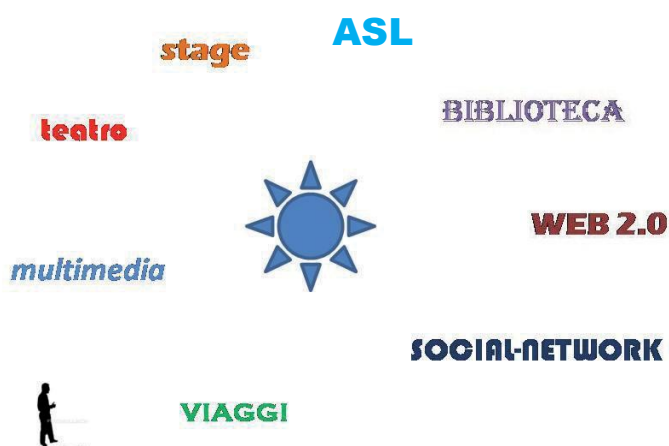 ASL
stage
BIBLIOTECA
teatro
WEB 2.0
multimedia
SOCIAL-NETWORK
VIAGGI